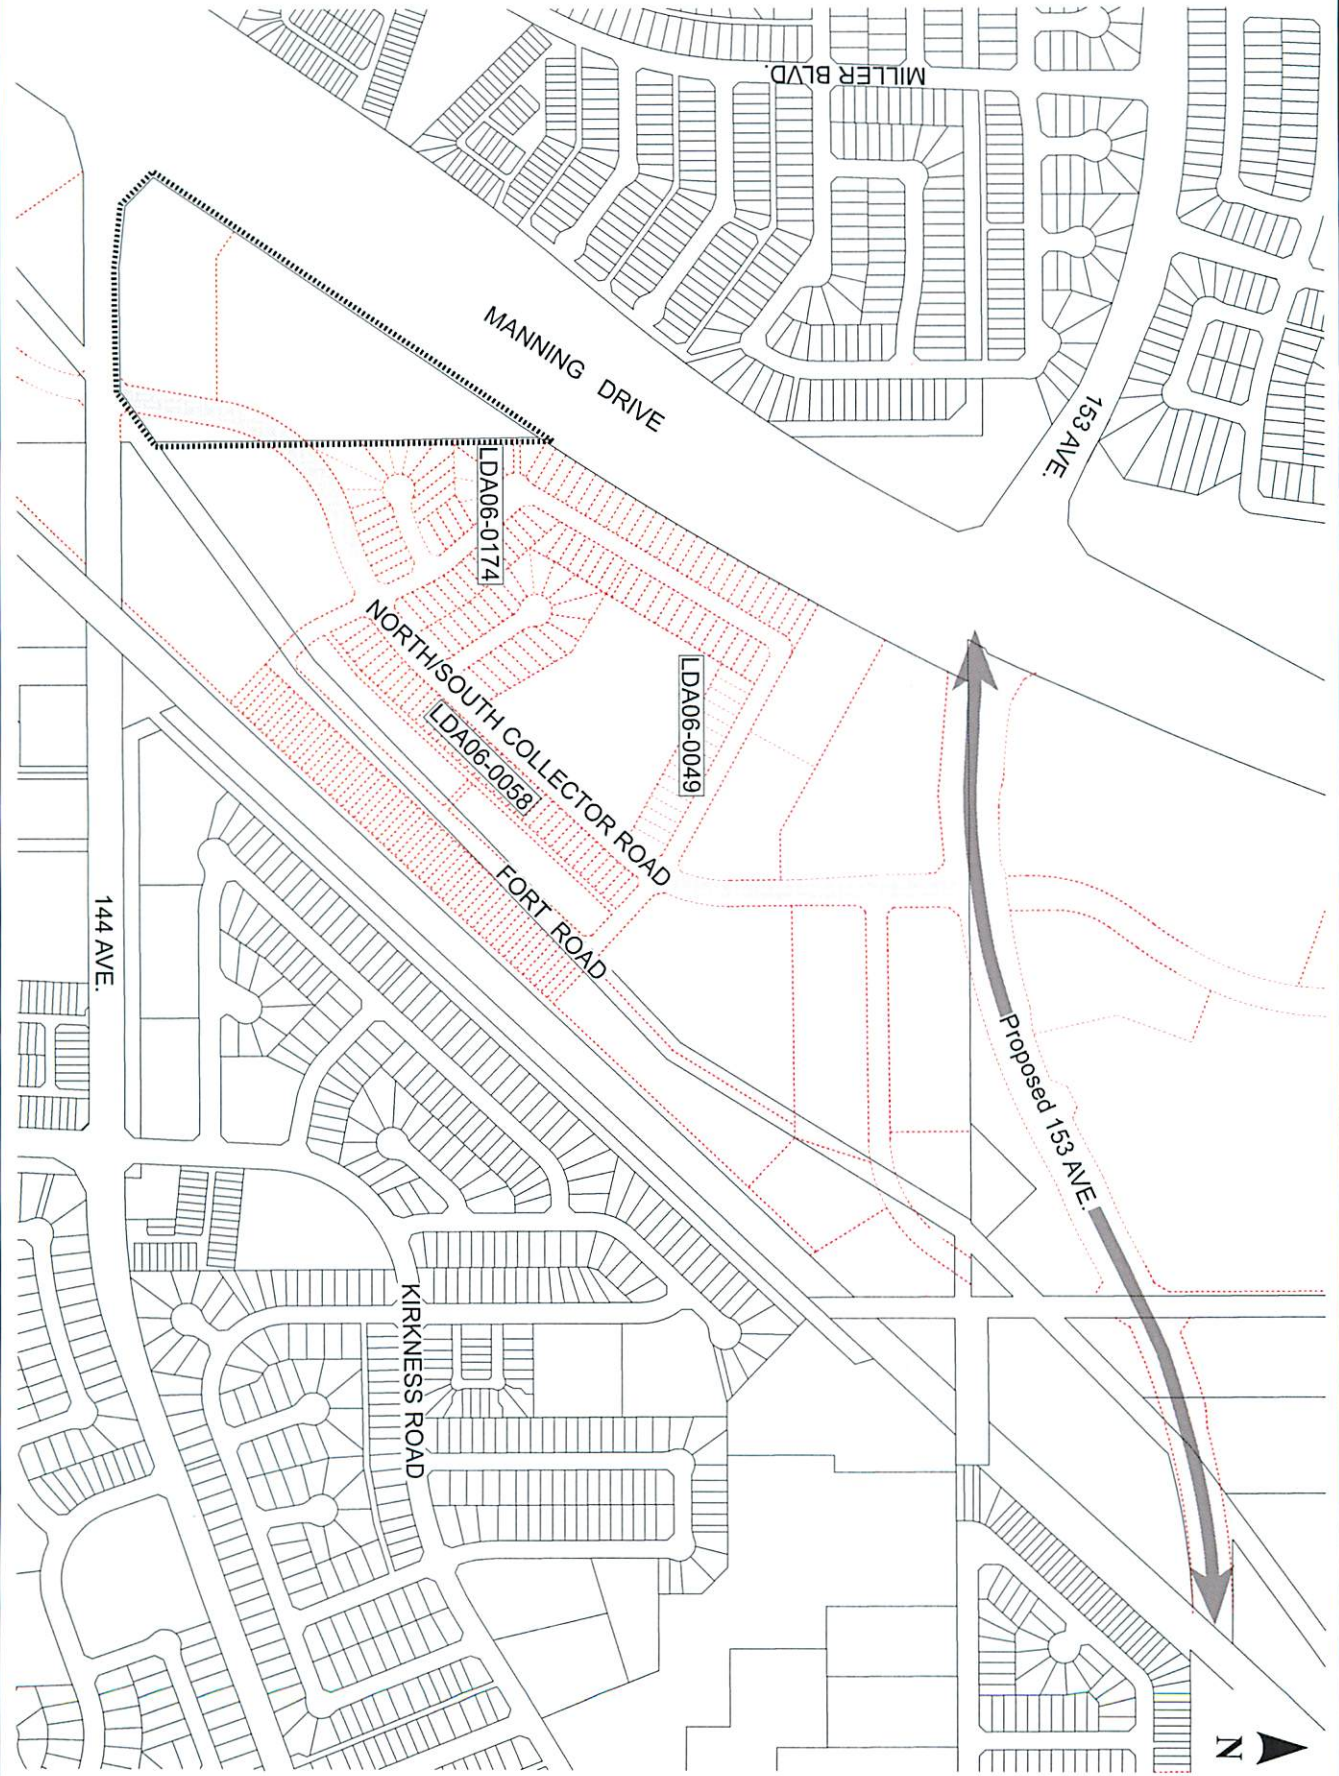 MILLER BLVD.
153 AVE.
MANNING DRIVE
LDA06-0174
LDA06-0049
NORTH/SOUTH COLLECTOR ROAD
LDA06-0058
FORT ROAD
144 AVE.
Proposed 153 AVE.
KIRKNESS ROAD
N